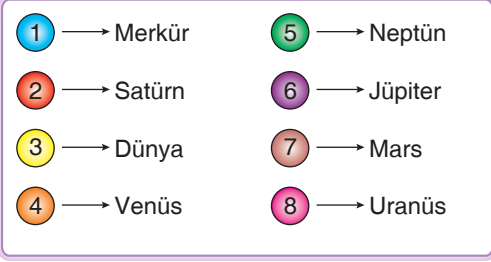 1 → Merkür
2 → Satürn
3 → Dünya
4 → Venüs
5 → Neptün
6 → Jüpiter
7 → Mars
8 → Uranüs